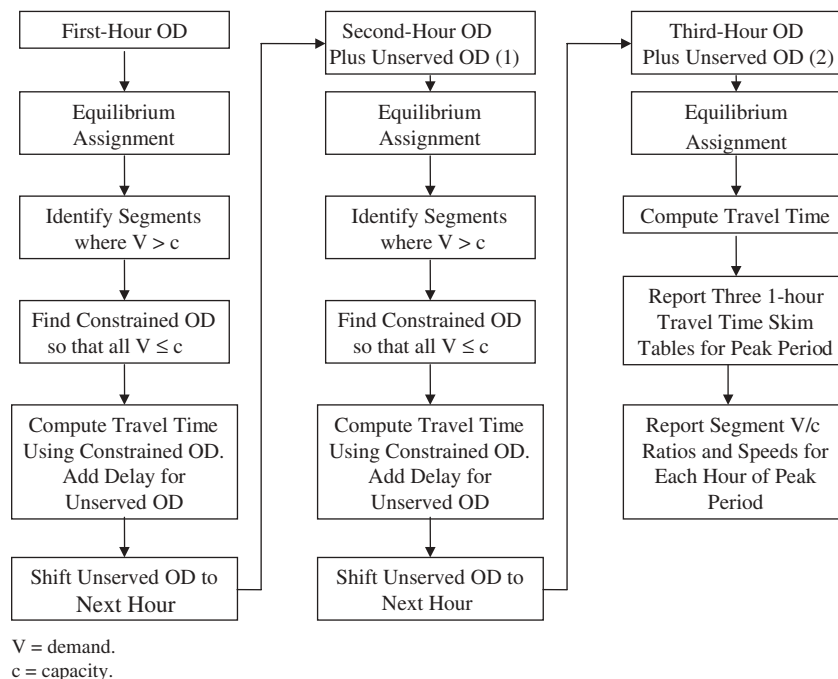 First-Hour OD
Equilibrium
Assignment
Identify Segments
where V > c
Find Constrained OD
so that all V ≤ c
Compute Travel Time
Using Constrained OD.
Add Delay for
Unserved OD
Shift Unserved OD to
Next Hour
Second-Hour OD
Plus Unserved OD (1)
Equilibrium
Assignment
Identify Segments
where V > c
Find Constrained OD
so that all V ≤ c
Compute Travel Time
Using Constrained OD.
Add Delay for
Unserved OD
Shift Unserved OD to
Next Hour
Third-Hour OD
Plus Unserved OD (2)
Equilibrium
Assignment
Compute Travel Time
Report Three 1-hour
Travel Time Skim
Tables for Peak Period
Report Segment V/c
Ratios and Speeds for
Each Hour of Peak
Period
V = demand.
c = capacity.